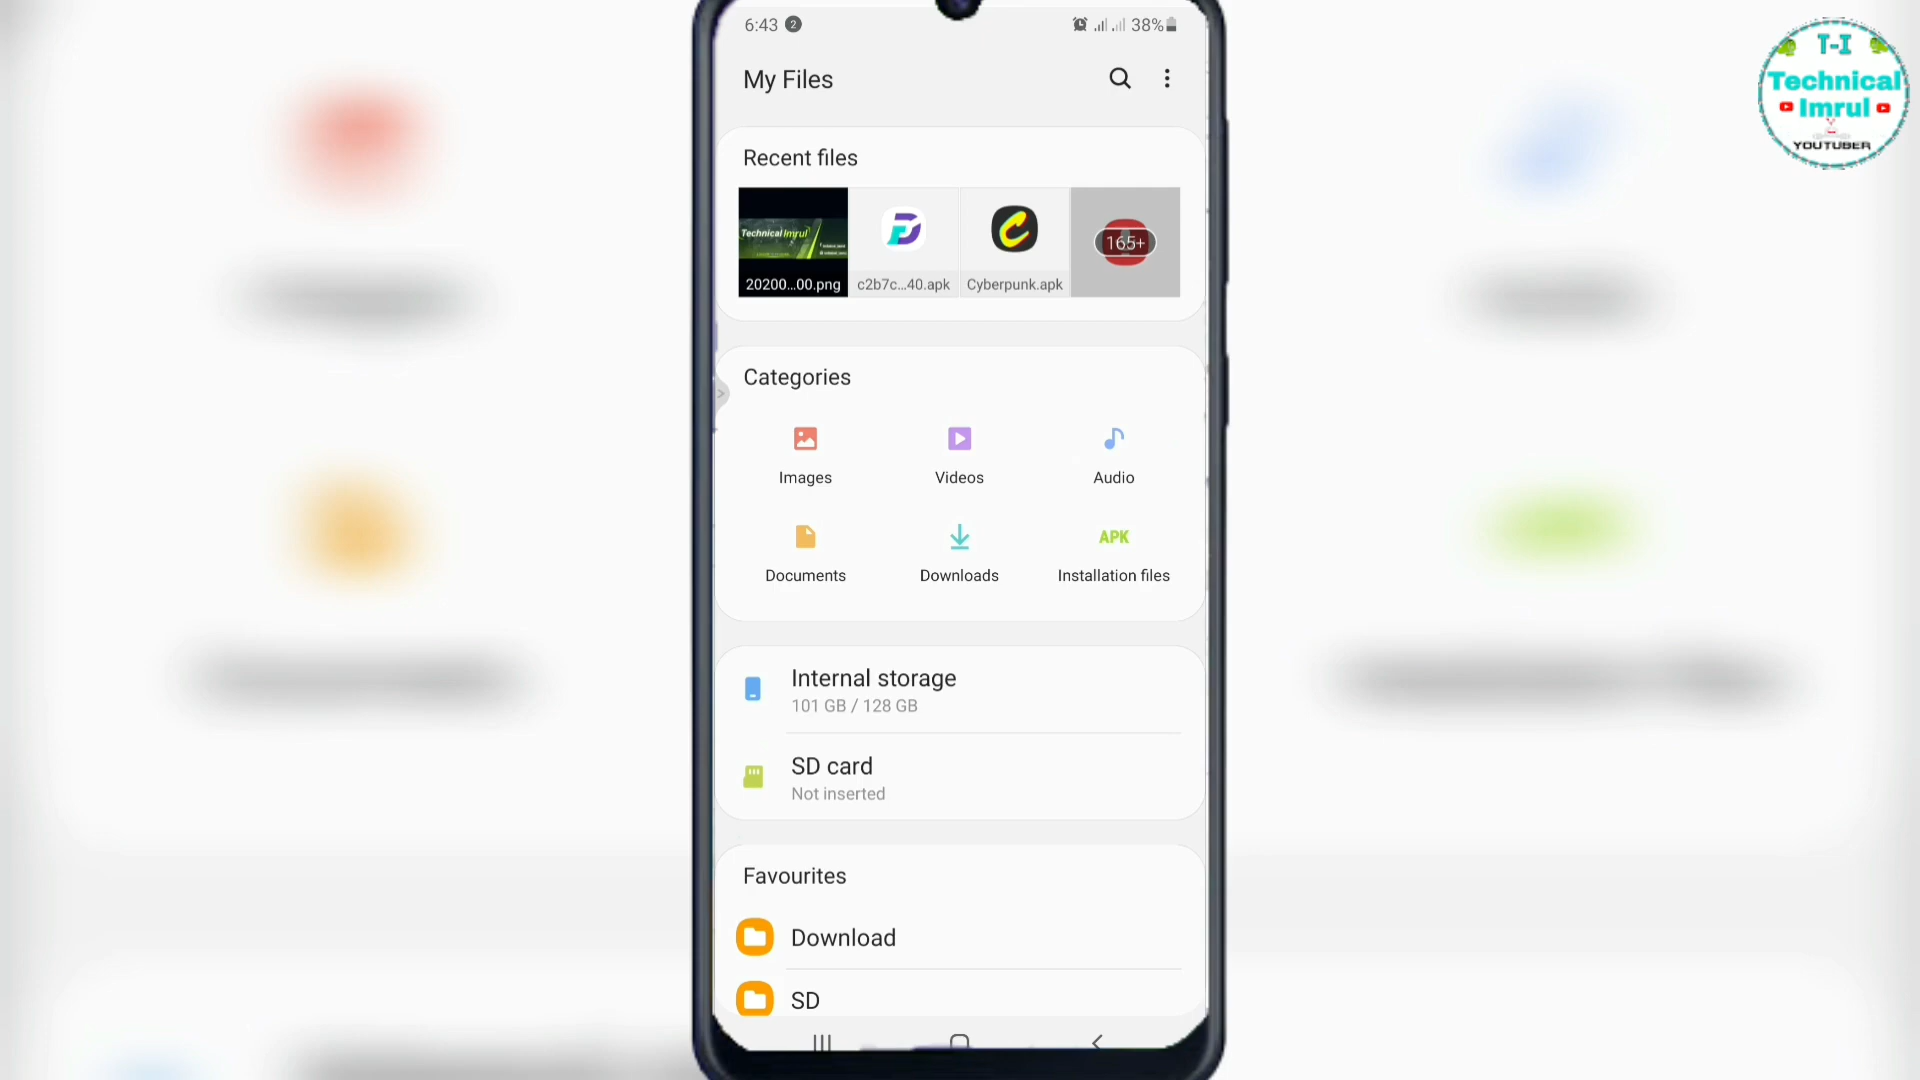 6:43 2 38%
My Files
Recent files
165+
Technical Imrul
20200...00.png c2b7c...40.apk Cyberpunk.apk
Categories
Images Videos Audio
APK
Documents Downloads Installation files
Internal storage
101 GB / 128 GB
SD card
Not inserted
Favourites
Download
SD
T-I
Technical
Imrul
YOUTUBER